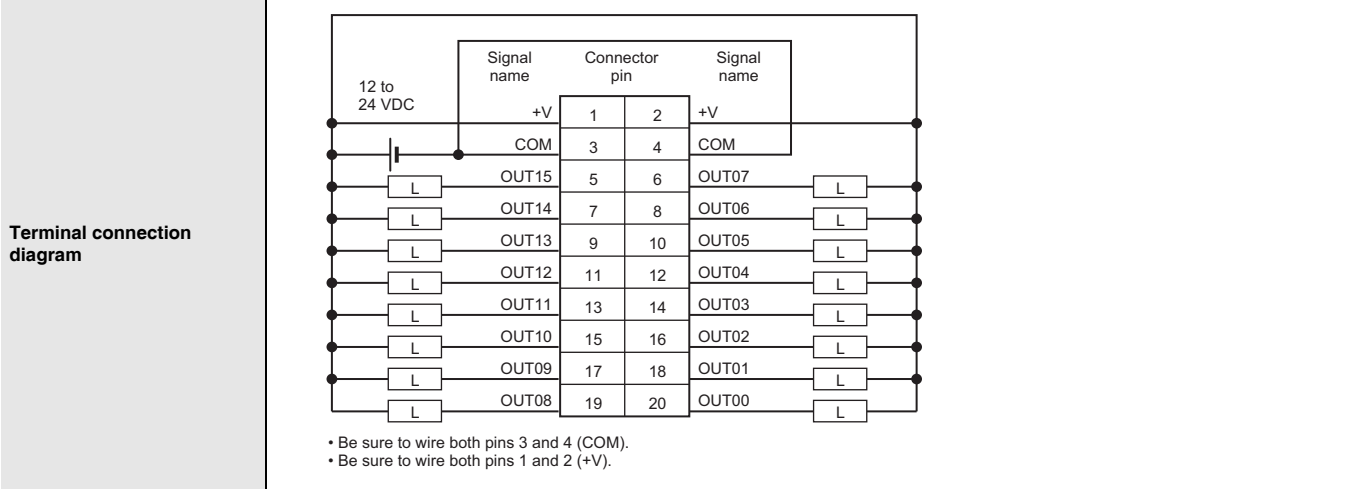 Terminal connection
diagram
Signal
name
Connector
pin
Signal
name
12 to
24 VDC
+V 1 2 +V
COM 3 4 COM
L OUT15 5 6 OUT07 L
L OUT14 7 8 OUT06 L
L OUT13 9 10 OUT05 L
L OUT12 11 12 OUT04 L
L OUT11 13 14 OUT03 L
L OUT10 15 16 OUT02 L
L OUT09 17 18 OUT01 L
L OUT08 19 20 OUT00 L
• Be sure to wire both pins 3 and 4 (COM).
• Be sure to wire both pins 1 and 2 (+V).